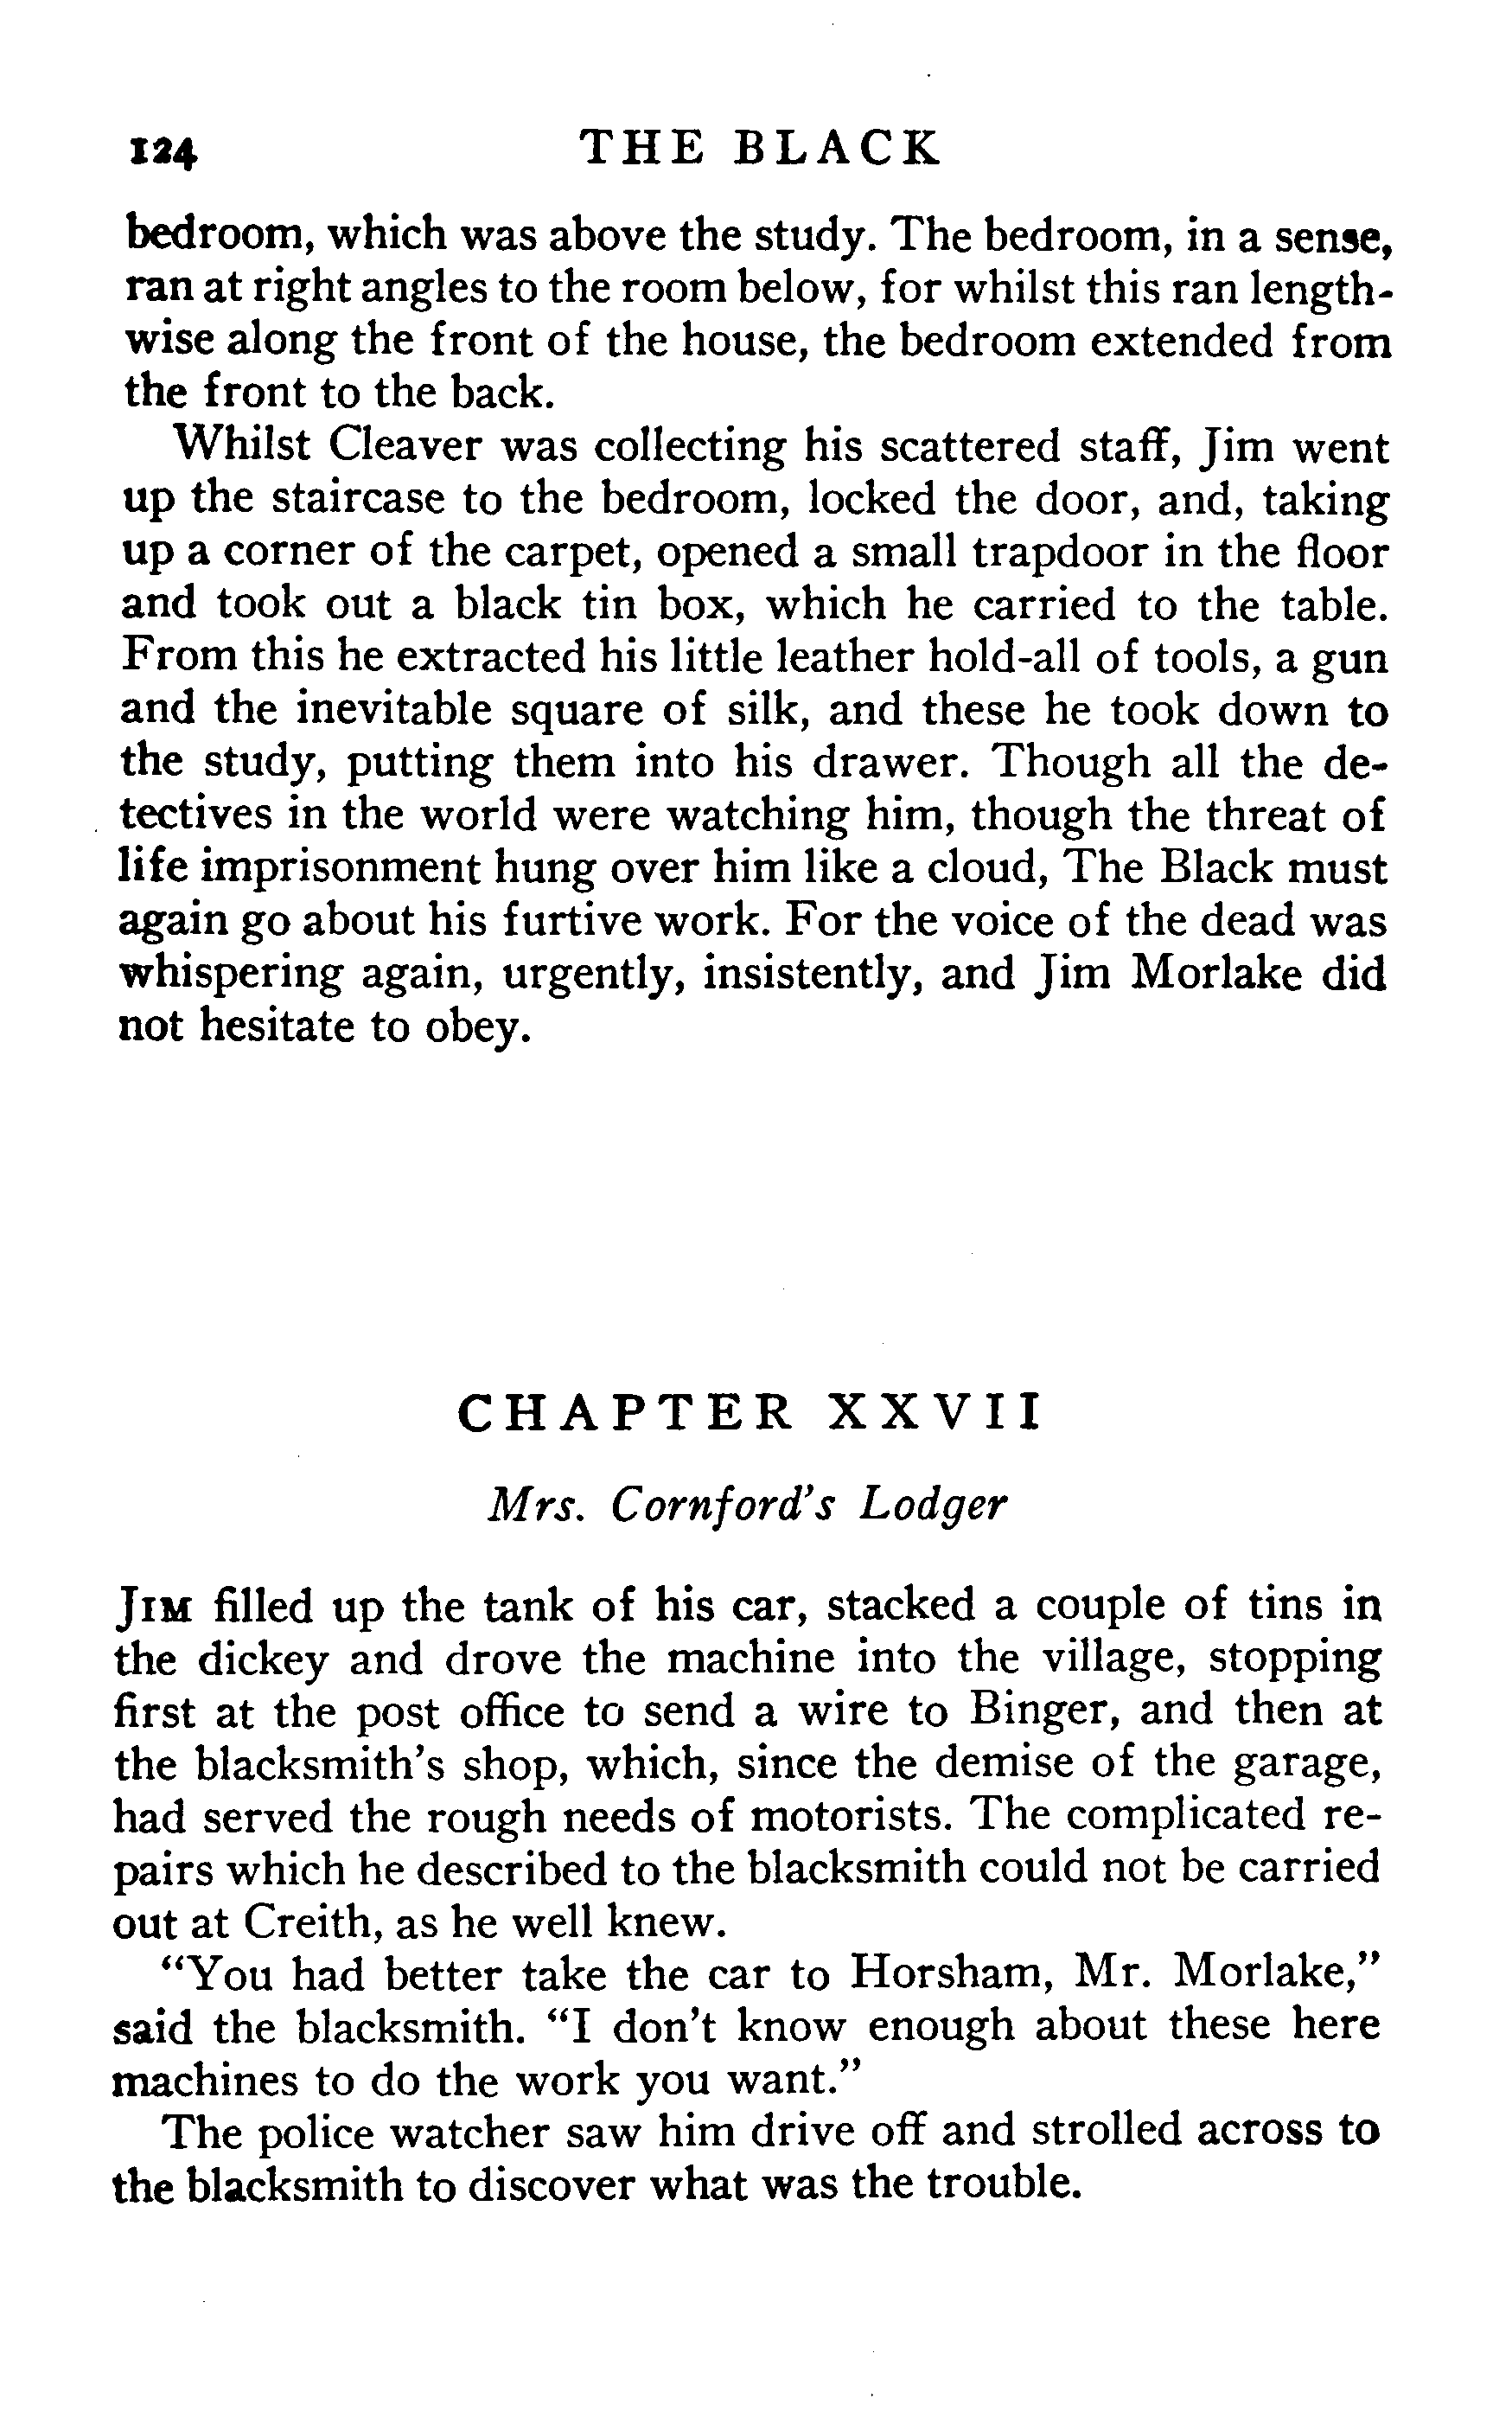 124 THE BLACK
bedroom, which was above the study. The bedroom, in a sense,
ran at right angles to the room below, for whilst this ran length-
wise along the front of the house, the bedroom extended from
the front to the back.
Whilst Cleaver was collecting his scattered staff, Jim went
up the staircase to the bedroom, locked the door, and, taking
up a corner of the carpet, opened a small trapdoor in the floor
and took out a black tin box, which he carried to the table.
From this he extracted his little leather hold-all of tools, a gun
and the inevitable square of silk, and these he took down to
the study, putting them into his drawer. Though all the de-
tectives in the world were watching him, though the threat of
life imprisonment hung over him like a cloud, The Black must
again go about his furtive work. For the voice of the dead was
whispering again, urgently, insistently, and Jim Morlake did
not hesitate to obey.
CHAPTER XXVII
Mrs. Cornford's Lodger
JIM filled up the tank of his car, stacked a couple of tins in
the dickey and drove the machine into the village, stopping
first at the post office to send a wire to Binger, and then at
the blacksmith's shop, which, since the demise of the garage,
had served the rough needs of motorists. The complicated re-
pairs which he described to the blacksmith could not be carried
out at Creith, as he well knew.
"You had better take the car to Horsham, Mr. Morlake,"
said the blacksmith. "I don't know enough about these here
machines to do the work you want."
The police watcher saw him drive off and strolled across to
the blacksmith to discover what was the trouble.